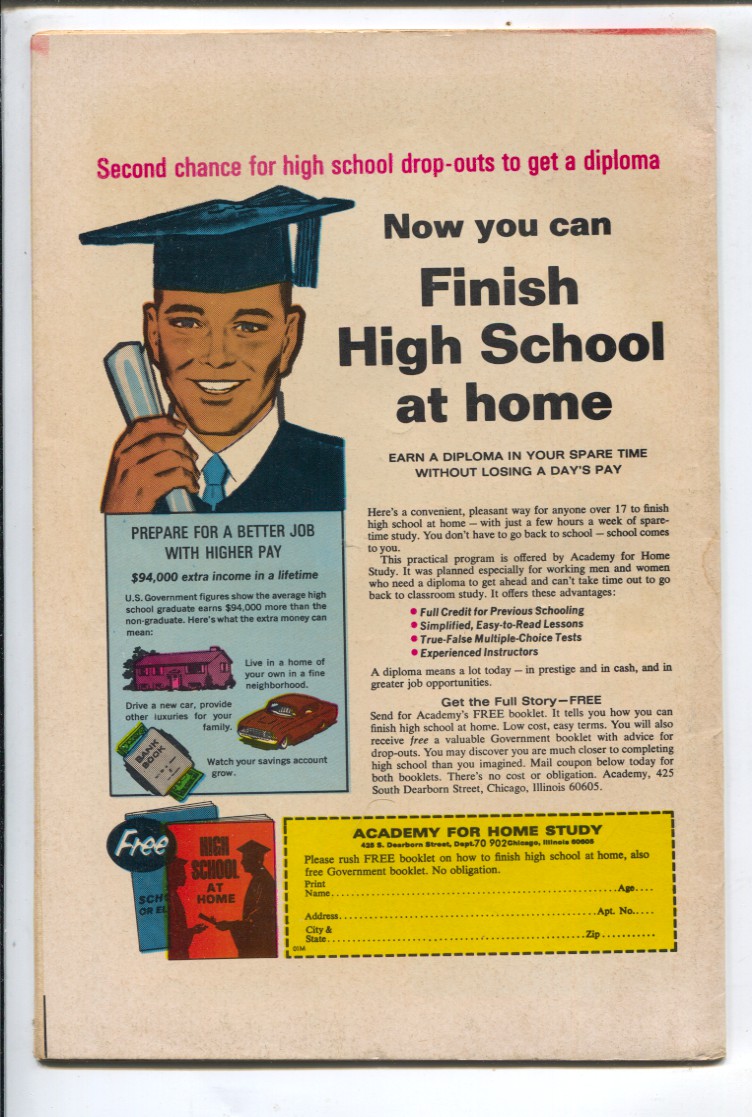 Second chance for high school drop-outs to get a diploma
Now you can
Finish
High School
at home
EARN A DIPLOMA IN YOUR SPARE TIME
WITHOUT LOSING A DAY'S PAY
Here's a convenient, pleasant way for anyone over 17 to finish
high school at home — with just a few hours a week of spare-
time study. You don't have to go back to school — school comes
to you.
This practical program is offered by Academy for Home
Study. It was planned especially for working men and women
who need a diploma to get ahead and can't take time out to go
back to classroom study. It offers these advantages:
• Full Credit for Previous Schooling
• Simplified, Easy-to-Read Lessons
• True-False Multiple-Choice Tests
• Experienced Instructors
A diploma means a lot today — in prestige and in cash, and in
greater job opportunities.
Get the Full Story—FREE
Send for Academy's FREE booklet. It tells you how you can
finish high school at home. Low cost, easy terms. You will also
receive free a valuable Government booklet with advice for
drop-outs. You may discover you are much closer to completing
high school than you imagined. Mail coupon below today for
both booklets. There's no cost or obligation. Academy, 425
South Dearborn Street, Chicago, Illinois 60605.
PREPARE FOR A BETTER JOB
WITH HIGHER PAY
$94,000 extra income in a lifetime
U.S. Government figures show the average high
school graduate earns $94,000 more than the
non-graduate. Here's what the extra money can
mean:
Live in a home of
your own in a fine
neighborhood.
Drive a new car, provide
other luxuries for your
family.
BANK
BOOK
Watch your savings account
grow.
Free
SCH
OR EL
HIGH
SCHOOL
AT
HOME
ACADEMY FOR HOME STUDY
425 S. Dearborn Street, Dept. 70 902 Chicago, Illinois 60605
Please rush FREE booklet on how to finish high school at home, also
free Government booklet. No obligation.
Print
Name Age
Address Apt. No.
City &
State Zip
01M